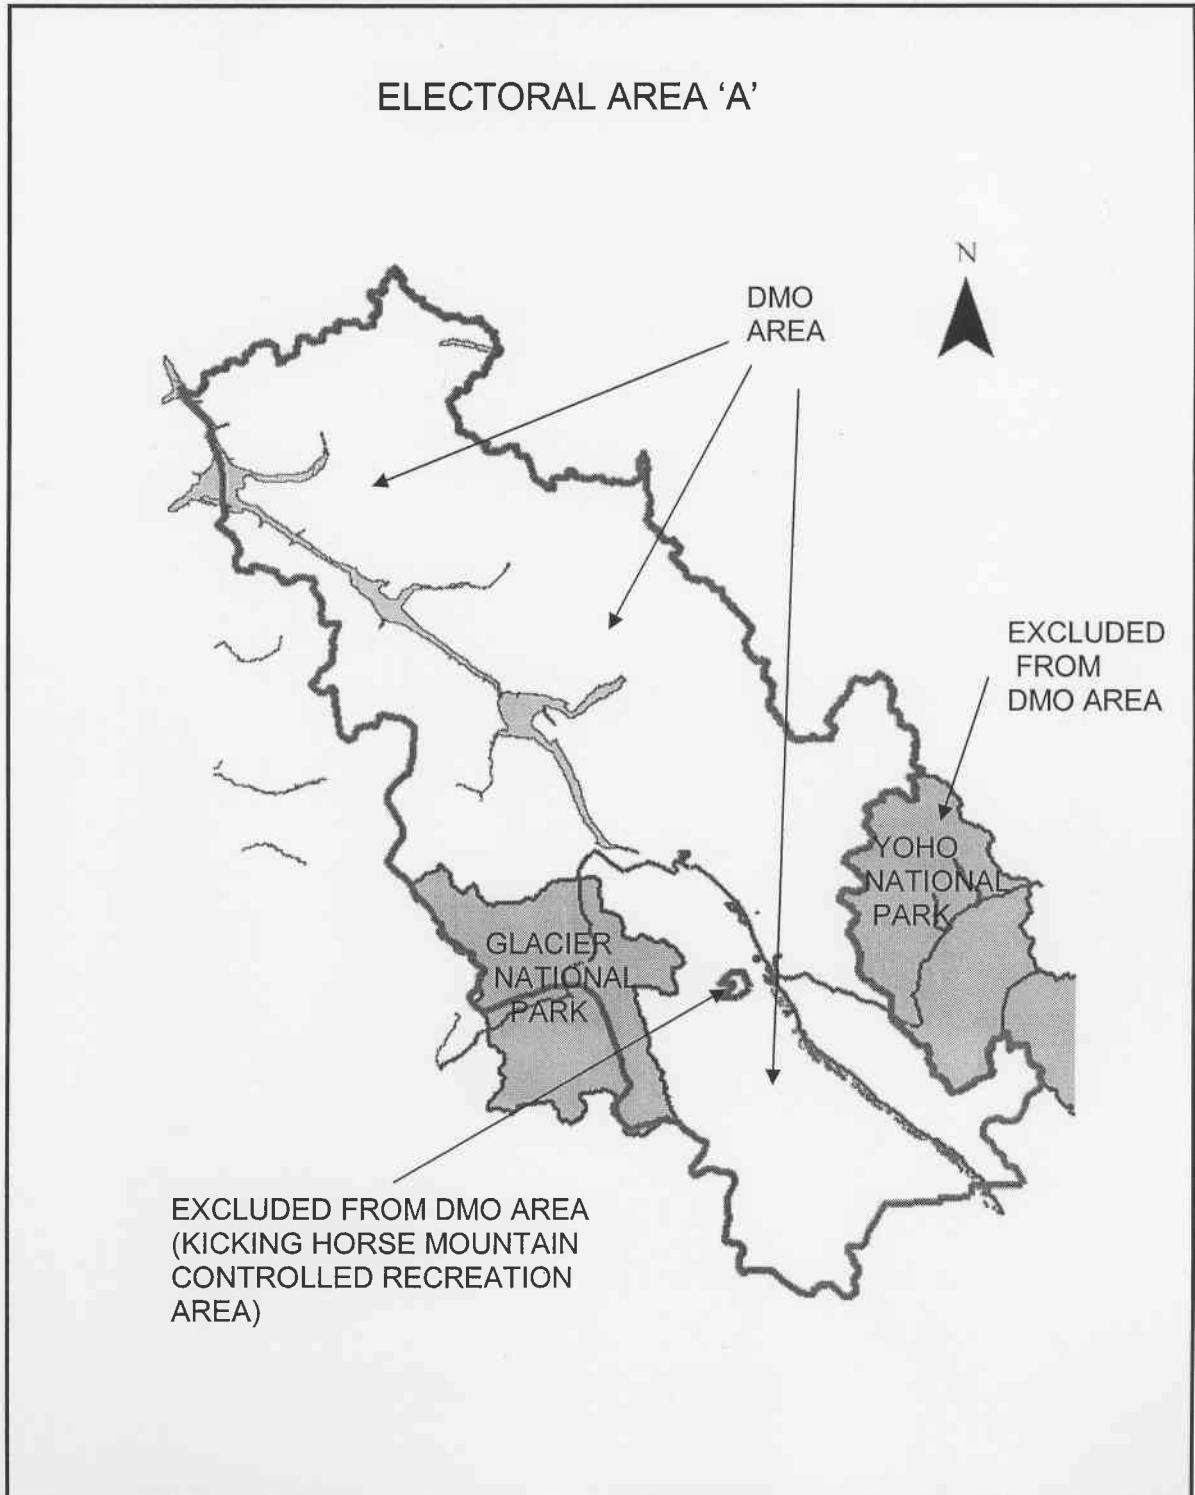 ELECTORAL AREA ‘A’
N
DMO
AREA
EXCLUDED
FROM
DMO AREA
YOHO
NATIONAL
PARK
GLACIER
NATIONAL
PARK
EXCLUDED FROM DMO AREA
(KICKING HORSE MOUNTAIN
CONTROLLED RECREATION
AREA)